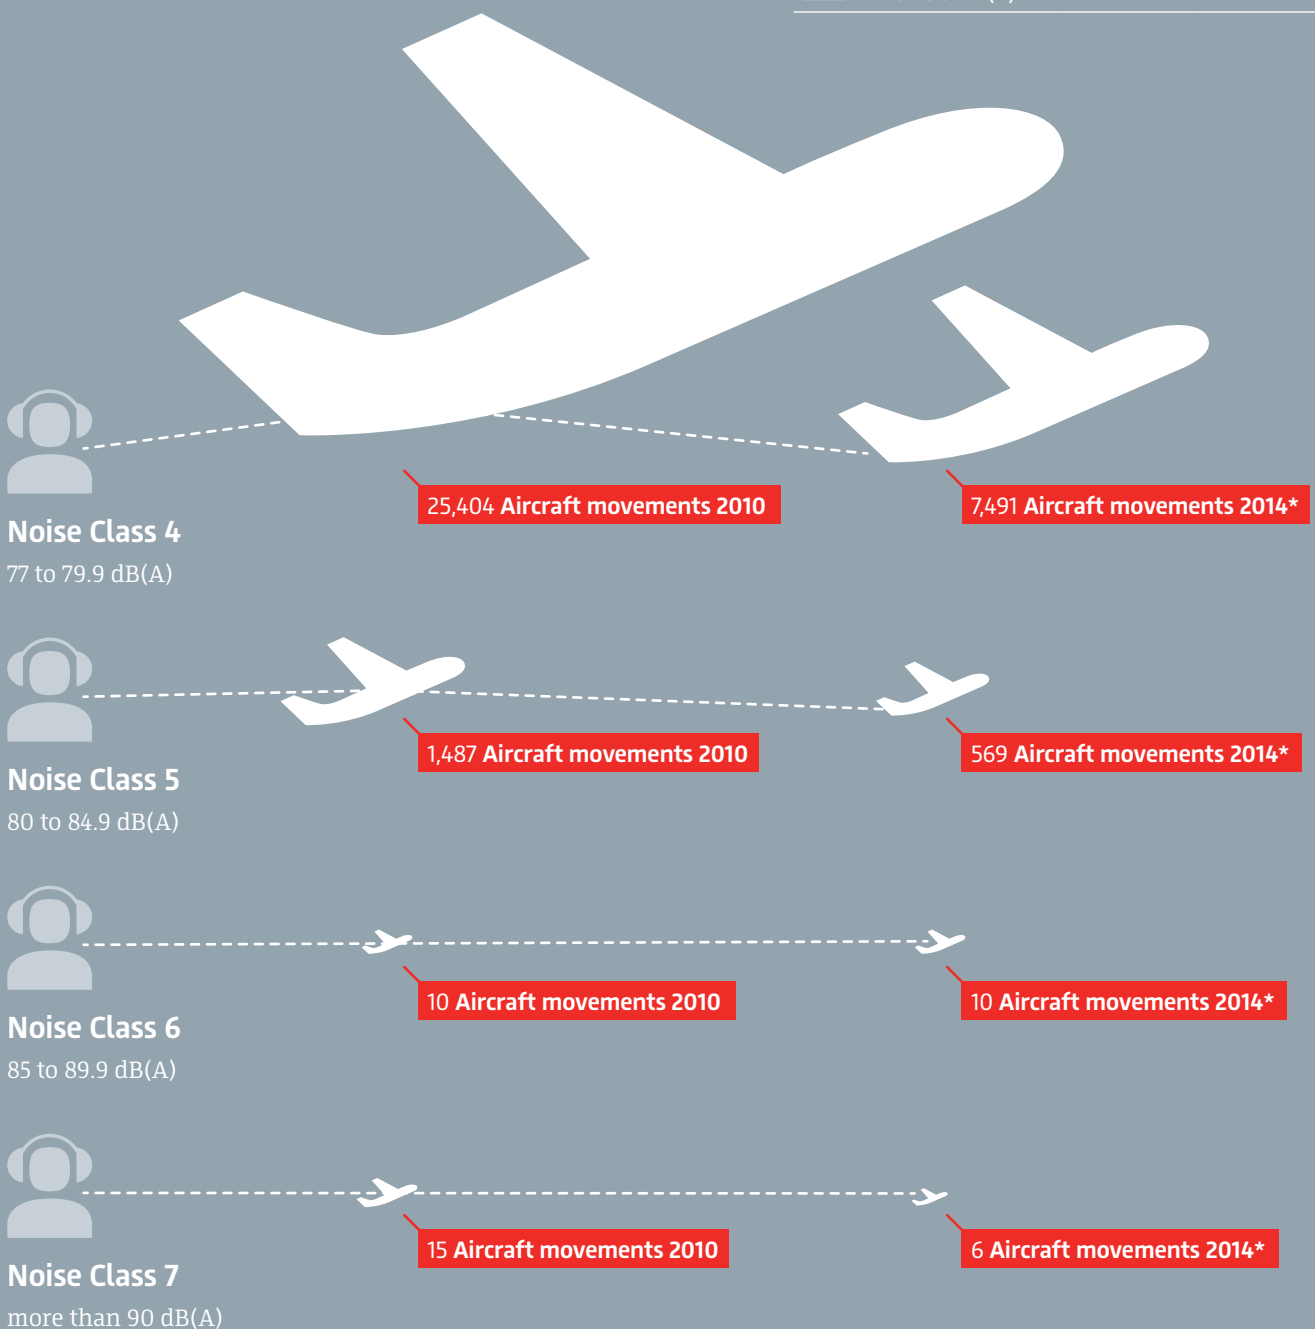 25,404 Aircraft movements 2010
7,491 Aircraft movements 2014*
Noise Class 4
77 to 79.9 dB(A)
1,487 Aircraft movements 2010
569 Aircraft movements 2014*
Noise Class 5
80 to 84.9 dB(A)
10 Aircraft movements 2010
10 Aircraft movements 2014*
Noise Class 6
85 to 89.9 dB(A)
15 Aircraft movements 2010
6 Aircraft movements 2014*
Noise Class 7
more than 90 dB(A)